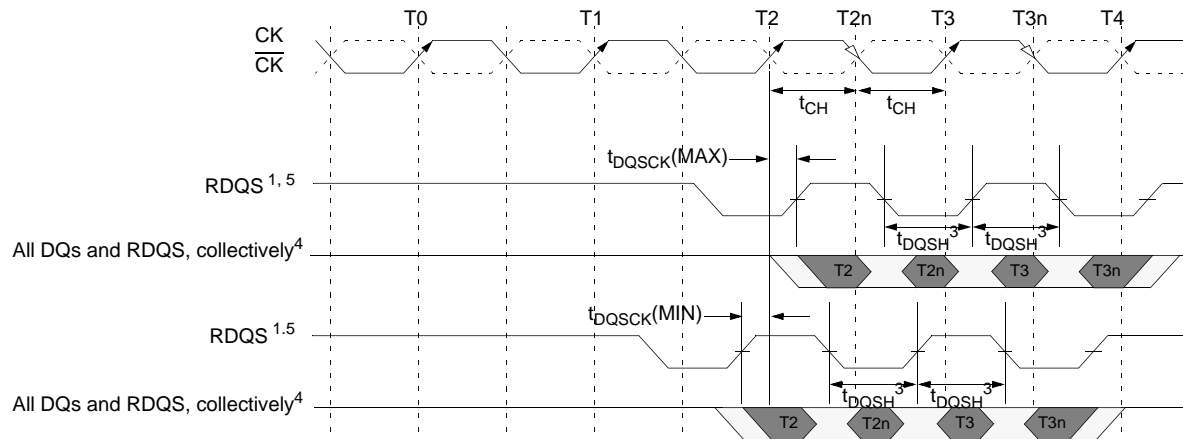 T0 T1 T2 T2n T3 T3n T4
CK
CK
tCH tCH
tDQSCK(MAX)
RDQS 1, 5
tDQSH3 tDQSH3
All DQs and RDQS, collectively4
T2 T2n T3 T3n
tDQSCK(MIN)
RDQS 1.5
tDQSH3 tDQSH3
All DQs and RDQS, collectively4
T2 T2n T3 T3n